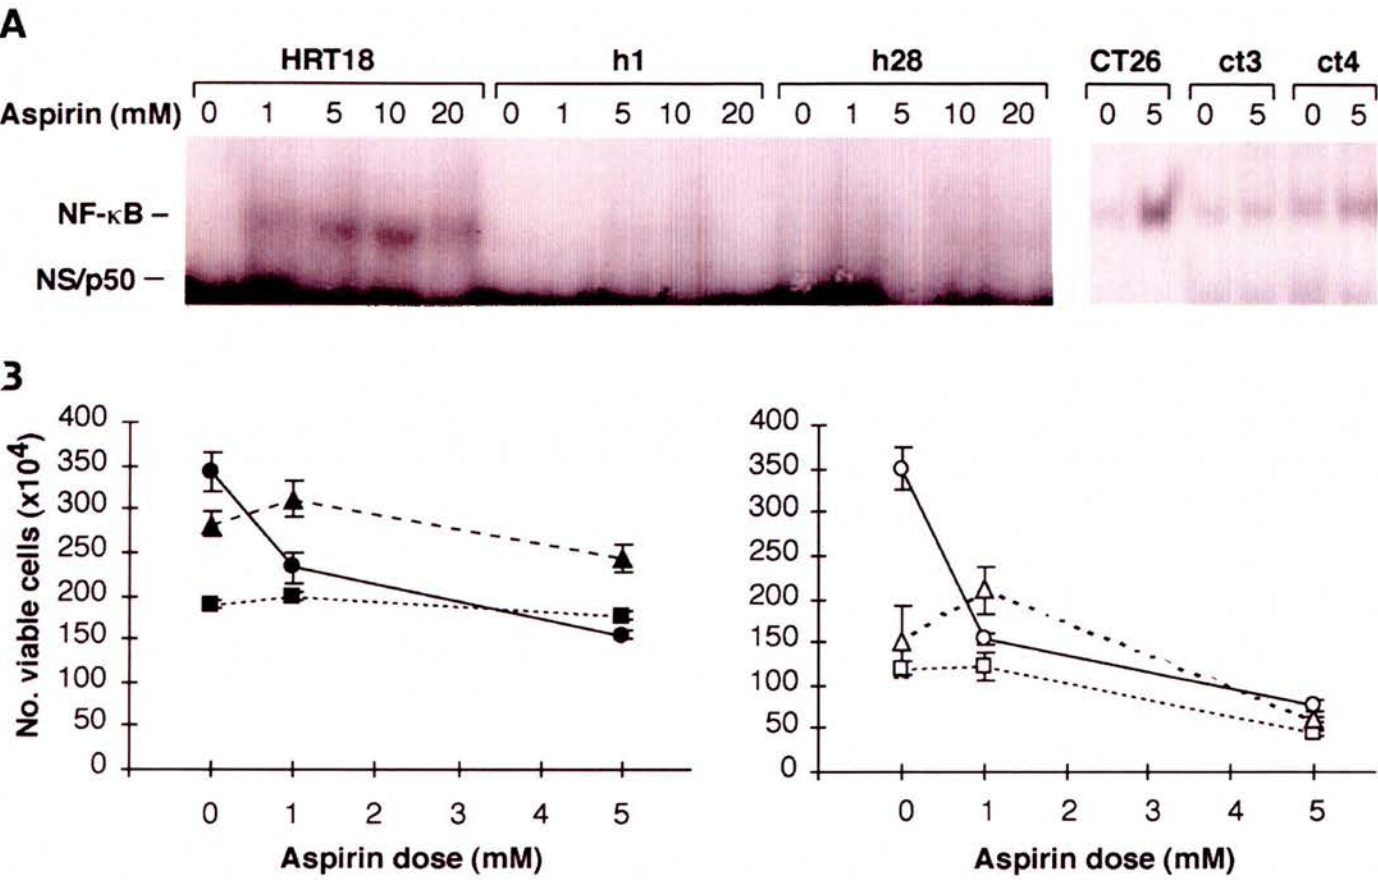 A
HRT18 h1 h28 CT26 ct3 ct4
Aspirin (mM) 0 1 5 10 20 0 1 5 10 20 0 1 5 10 20 0 5 0 5 0 5
NF-κB –
NS/p50 –
3
No. viable cells (x10⁴)
400
350
300
250
200
150
100
50
0
0 1 2 3 4 5
Aspirin dose (mM)
400
350
300
250
200
150
100
50
0
0 1 2 3 4 5
Aspirin dose (mM)